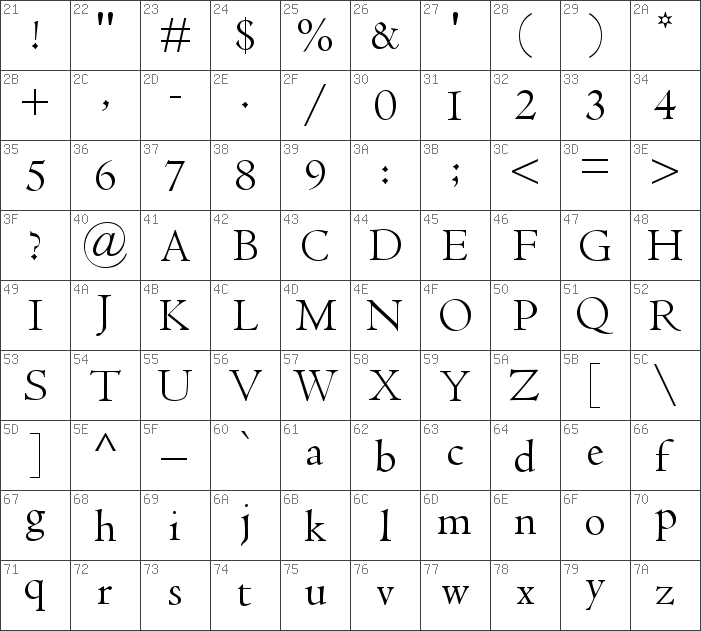 21 22 23 24 25 26 27 28 29 2A
! " # $ % & ' ( ) *
2B 2C 2D 2E 2F 30 31 32 33 34
+ , - . / 0 1 2 3 4
35 36 37 38 39 3A 3B 3C 3D 3E
5 6 7 8 9 : ; < = >
3F 40 41 42 43 44 45 46 47 48
? @ A B C D E F G H
49 4A 4B 4C 4D 4E 4F 50 51 52
I J K L M N O P Q R
53 54 55 56 57 58 59 5A 5B 5C
S T U V W X Y Z [ \
5D 5E 5F 60 61 62 63 64 65 66
] ^ _ ` a b c d e f
67 68 69 6A 6B 6C 6D 6E 6F 70
g h i j k l m n o p
71 72 73 74 75 76 77 78 79 7A
q r s t u v w x y z